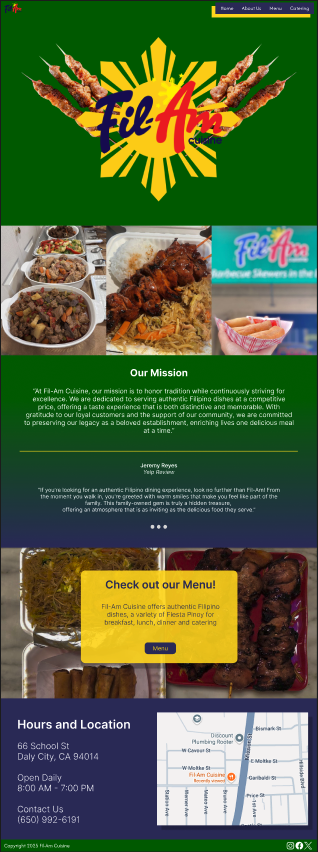 Fil-Am
Home About Us Menu Catering
Fil-Am
cuisine
Fil-Am
Barbecue Skewers in the
Our Mission
"At Fil-Am Cuisine, our mission is to honor tradition while continuously striving for
excellence. We are dedicated to serving authentic Filipino dishes at a competitive
price, offering a taste experience that is both distinctive and memorable. With
gratitude to our loyal customers and the support of our community, we are committed
to preserving our legacy as a beloved establishment, enriching lives one delicious meal
at a time."
Jeremy Reyes
Yelp Review
"If you're looking for an authentic Filipino dining experience, look no further than Fil-Am! From
the moment you walk in, you're greeted with warm smiles that make you feel like part of the
family. This family-owned gem is truly a hidden treasure,
offering an atmosphere that is as inviting as the delicious food they serve."
Check out our Menu!
Fil-Am Cuisine offers authentic Filipino
dishes, a variety of Fiesta Pinoy for
breakfast, lunch, dinner and catering
Menu
Hours and Location
66 School St
Daly City, CA 94014
Open Daily
8:00 AM - 7:00 PM
Contact Us
(650) 992-6191
Bismark St
Discount
Plumbing Rooter
W Cavour St
W Moltke St
E Moltke St
Fil-Am Cuisine
Recently viewed
Garibaldi St
Price St
Copyright 2025 Fil-Am Cuisine